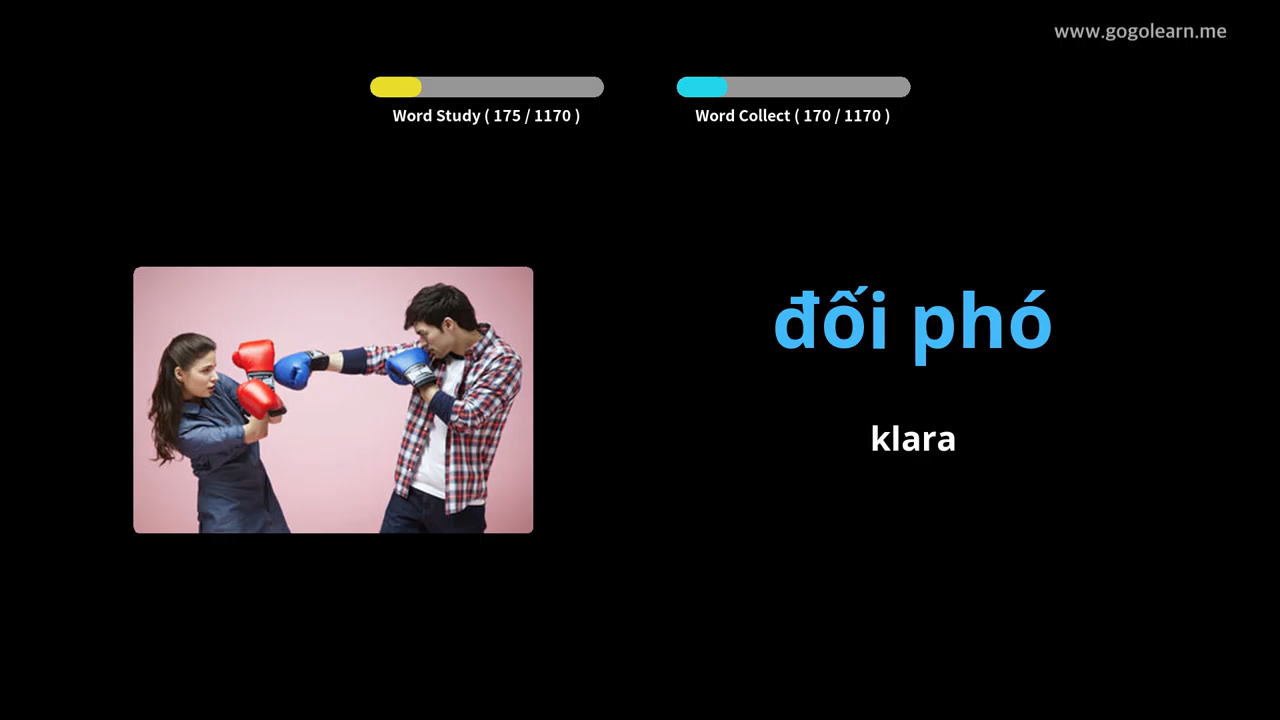 www.gogolearn.me
Word Study ( 175 / 1170 )
Word Collect ( 170 / 1170 )
đối phó
klara